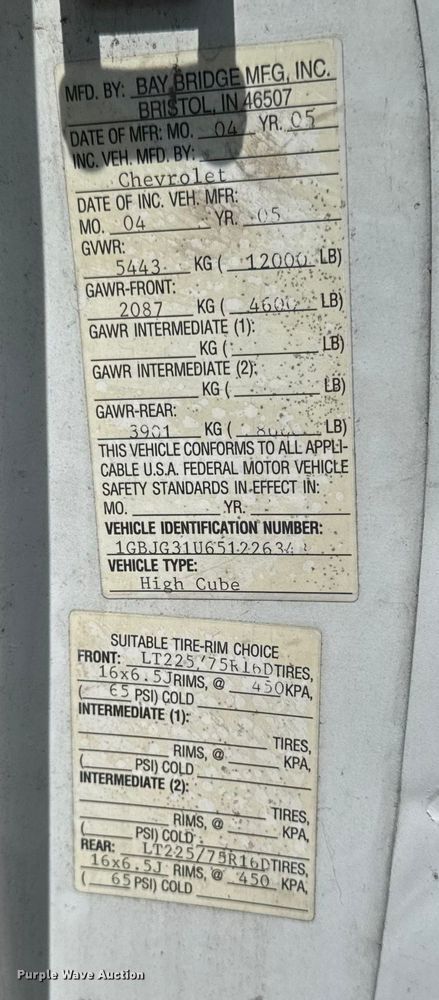 MFD. BY: BAY BRIDGE MFG, INC.
BRISTOL, IN 46507
DATE OF MFR: MO. 04 YR. 05
INC. VEH. MFD. BY:
Chevrolet
DATE OF INC. VEH. MFR:
MO. 04 YR. 05
GVWR:
5443 KG ( 12000 LB)
GAWR-FRONT:
2087 KG ( 4600 LB)
GAWR INTERMEDIATE (1):
KG ( LB)
GAWR INTERMEDIATE (2):
KG ( LB)
GAWR-REAR:
3901 KG ( LB)
THIS VEHICLE CONFORMS TO ALL APPLI-
CABLE U.S.A. FEDERAL MOTOR VEHICLE
SAFETY STANDARDS IN EFFECT IN:
MO. YR.
VEHICLE IDENTIFICATION NUMBER:
VEHICLE TYPE:
High Cube
SUITABLE TIRE-RIM CHOICE
FRONT: LT225/75R16D TIRES,
16x6.5J RIMS, @ 450 KPA,
( 65 PSI) COLD
INTERMEDIATE (1):
TIRES,
RIMS, @ KPA,
( PSI) COLD
INTERMEDIATE (2):
TIRES,
RIMS, @ KPA,
( PSI) COLD
REAR: LT225/75R16D TIRES,
16x6.5J RIMS, @ 450 KPA,
( 65 PSI) COLD
Purple Wave Auction